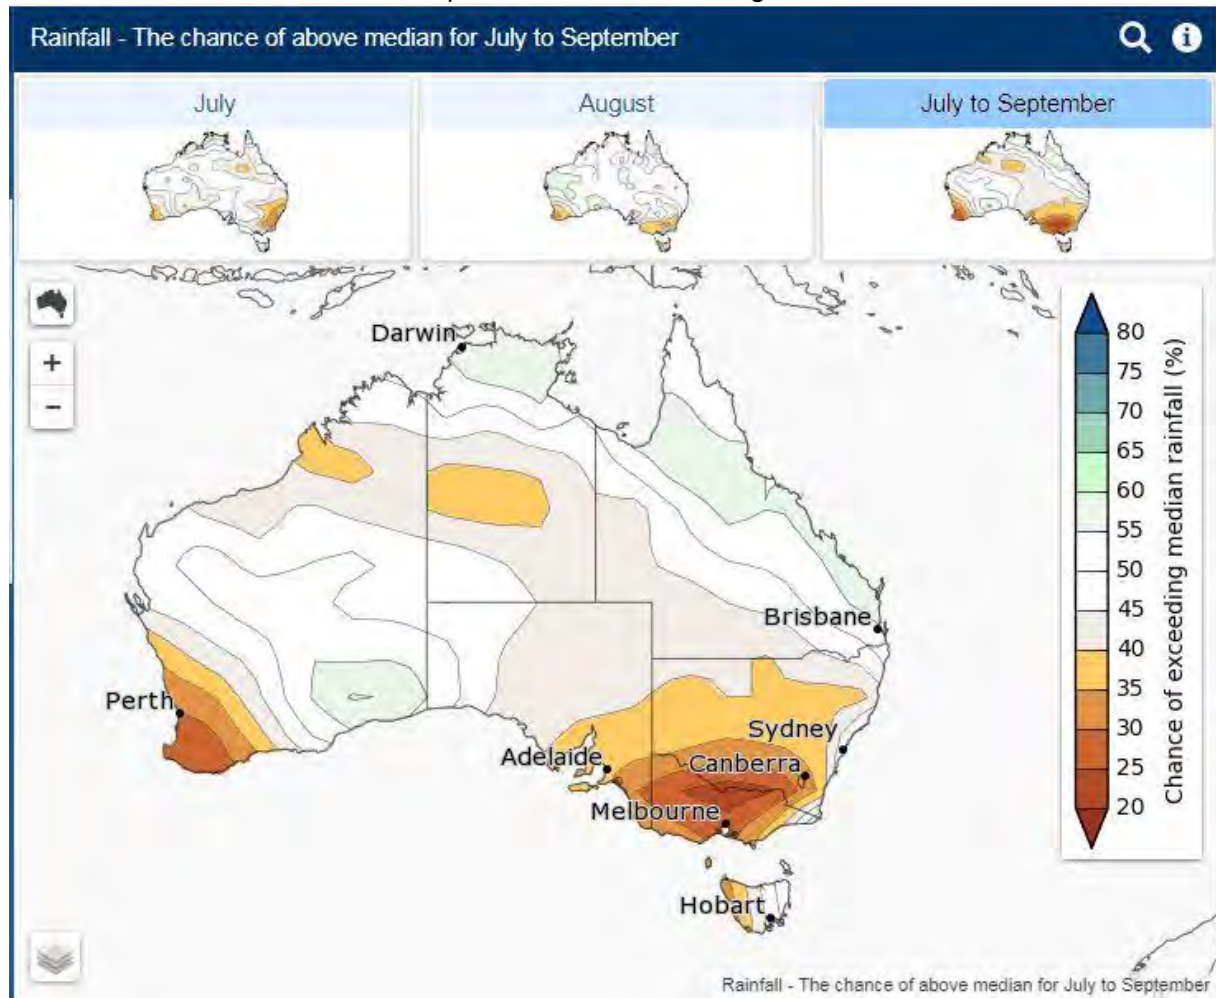 Rainfall - The chance of above median for July to September
July
August
July to September
Darwin
Brisbane
Perth
Sydney
Adelaide
Canberra
Melbourne
Hobart
+
−
80
75
70
65
60
55
50
45
40
35
30
25
20
Chance of exceeding median rainfall (%)
Rainfall - The chance of above median for July to September